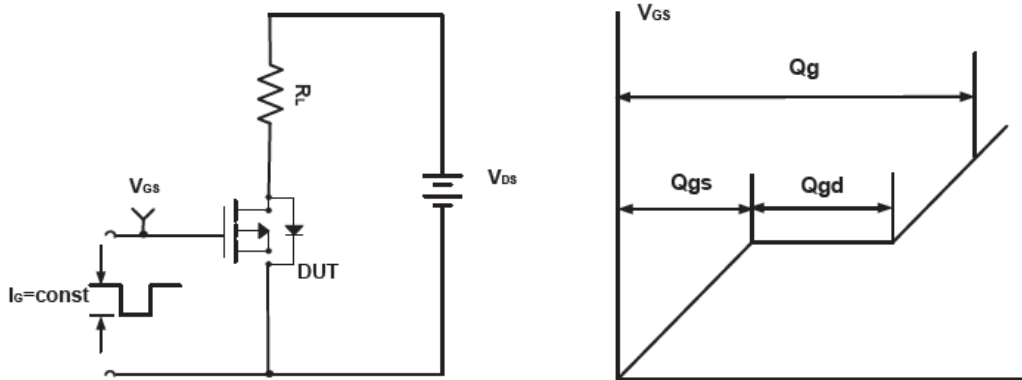 RL
VGS
VDS
DUT
IG=const
VGS
Qg
Qgs
Qgd